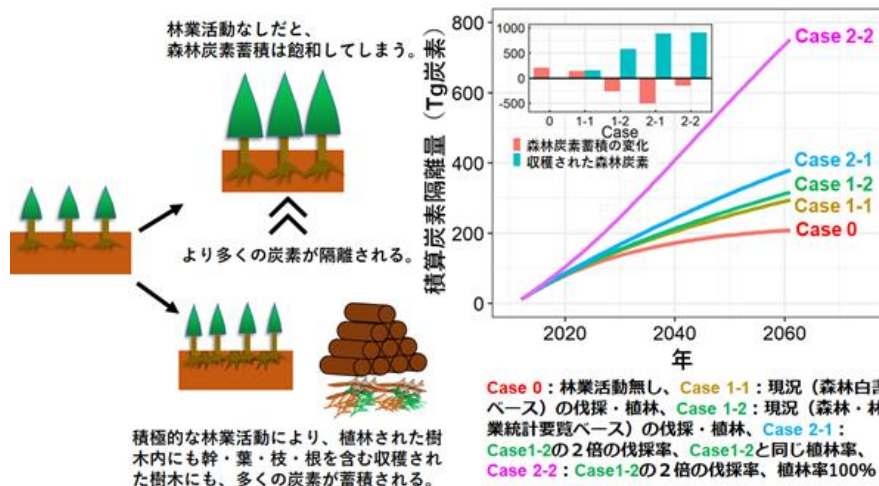 林業活動なしだと、
森林炭素蓄積は飽和してしまう。
より多くの炭素が隔離される。
積極的な林業活動により、植林された樹
木内にも幹・葉・枝・根を含む収穫され
た樹木にも、多くの炭素が蓄積される。
積算炭素隔離量（Tg炭素）
800
600
400
200
0
2020
2040
2060
年
1000
500
0
-500
0
1-1
1-2
2-1
2-2
Case
森林炭素蓄積の変化
収穫された森林炭素
Case 2-2
Case 2-1
Case 1-2
Case 1-1
Case 0
Case 0：林業活動無し、Case 1-1：現況（森林白書
ベース）の伐採・植林、Case 1-2：現況（森林・林
業統計要覧ベース）の伐採・植林、Case 2-1：
Case1-2の２倍の伐採率、Case1-2と同じ植林率、
Case 2-2：Case1-2の２倍の伐採率、植林率100%